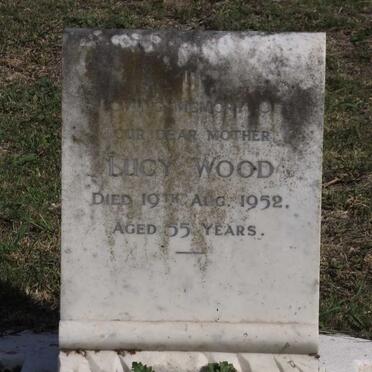 LOVING MEMORY OF
OUR DEAR MOTHER
LUCY WOOD
DIED 19TH AUG. 1952.
AGED 55 YEARS.